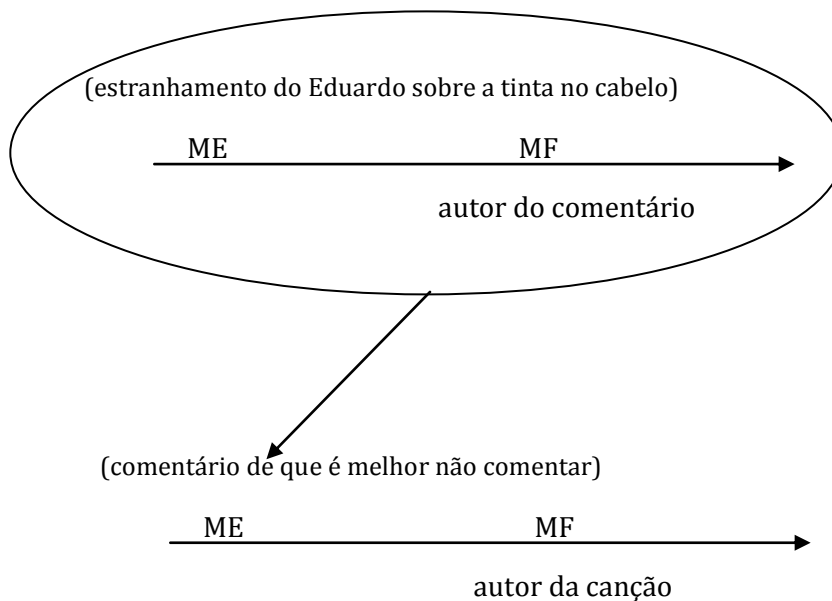 (estranhamento do Eduardo sobre a tinta no cabelo)
ME MF
autor do comentário
(comentário de que é melhor não comentar)
ME MF
autor da canção